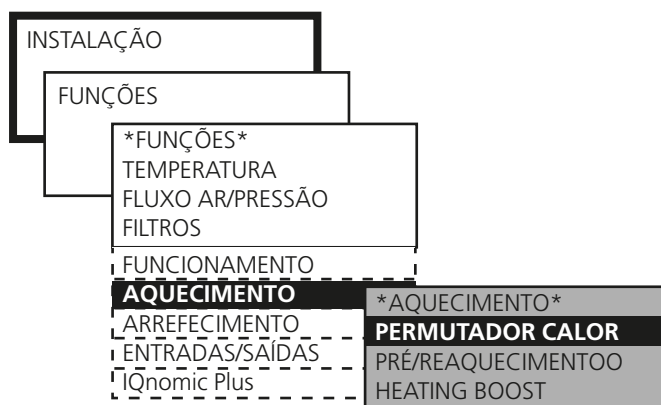 INSTALAÇÃO
FUNÇÕES
*FUNÇÕES*
TEMPERATURA
FLUXO AR/PRESSÃO
FILTROS
FUNCIONAMENTO
AQUECIMENTO
ARREFECIMENTO
ENTRADAS/SAÍDAS
IQnomic Plus
*AQUECIMENTO*
PERMUTADOR CALOR
PRÉ/REAQUECIMENTOO
HEATING BOOST